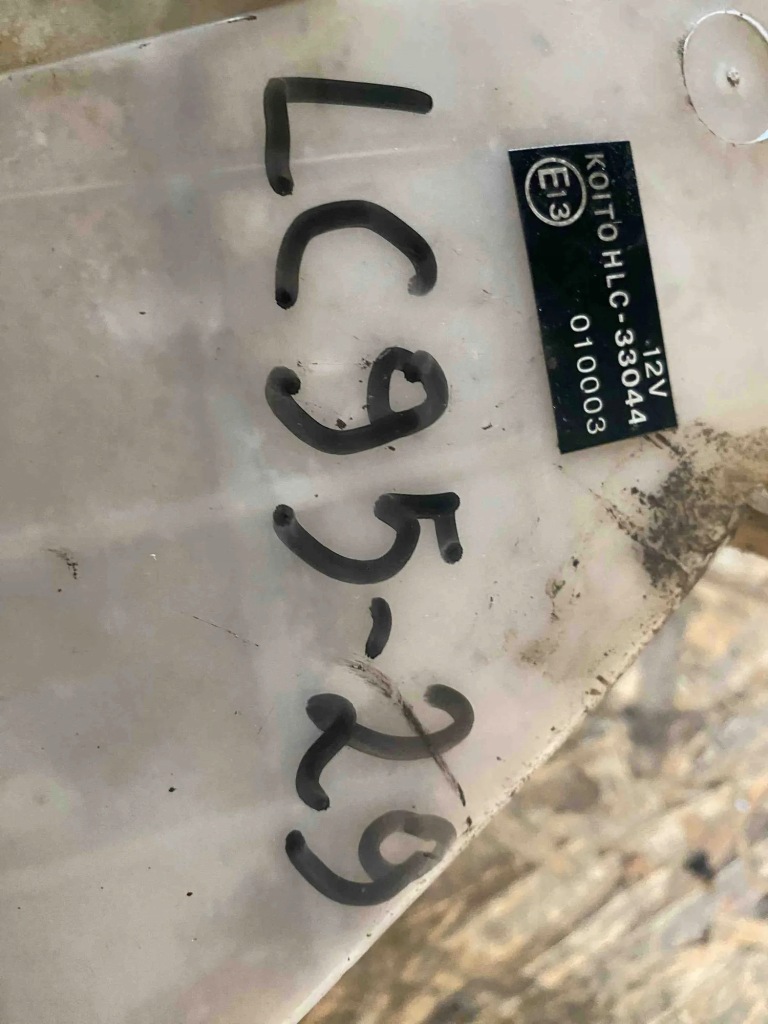 LC95-29
12V
KOITO HLC-33044
E13 010003